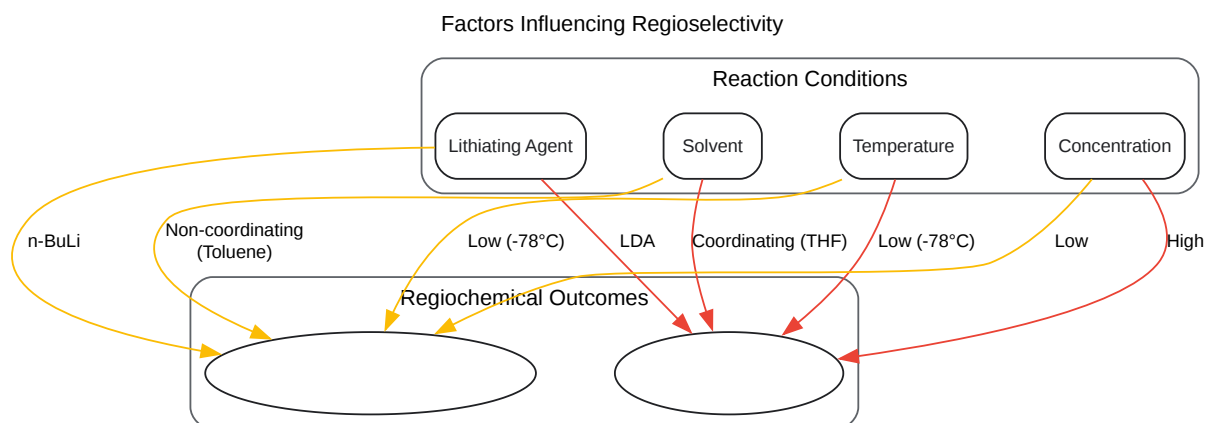 Factors Influencing Regioselectivity
Reaction Conditions
Lithiating Agent
Solvent
Temperature
Concentration
n-BuLi
Non-coordinating
(Toluene)
Low (-78°C)
LDA
Coordinating (THF)
Low (-78°C)
Low
High
Regiochemical Outcomes